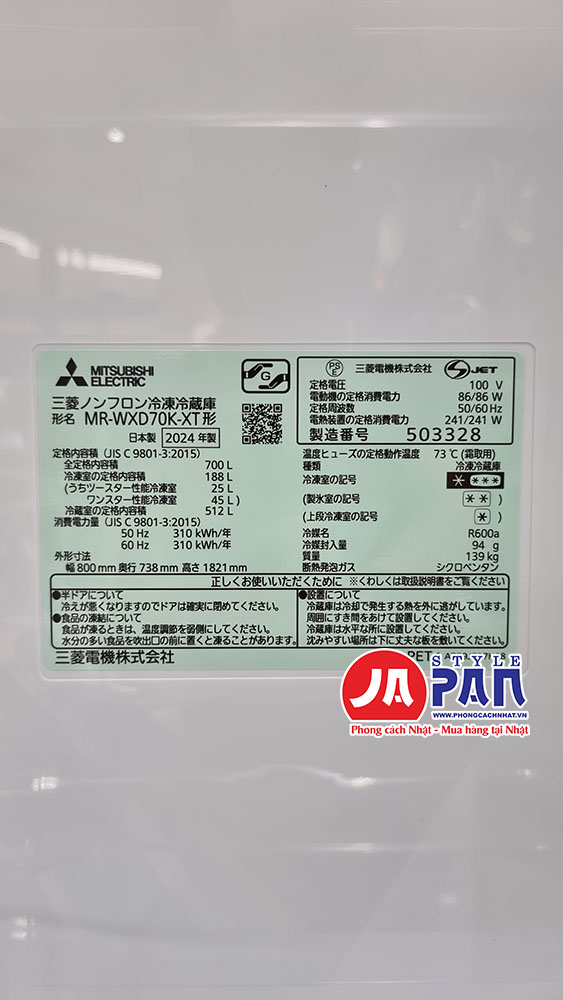 MITSUBISHI
ELECTRIC
G
三菱ノンフロン冷凍冷蔵庫
形名 MR-WXD70K-XT形
日本製 2024年製
定格内容積 (JIS C 9801-3:2015)
全定格内容積 700 L
冷凍室の定格内容積 188 L
(うちツースター性能冷凍室 25 L
ワンスター性能冷凍室 45 L)
冷蔵室の定格内容積 512 L
消費電力量 (JIS C 9801-3:2015)
50 Hz 310 kWh/年
60 Hz 310 kWh/年
外形寸法
幅 800 mm 奥行 738 mm 高さ 1821 mm
PS
E
三菱電機株式会社
S JET
定格電圧 100 V
電動機の定格消費電力 86/86 W
定格周波数 50/60 Hz
電熱装置の定格消費電力 241/241 W
製造番号 503328
温度ヒューズの定格動作温度 73 ℃ (霜取用)
種類 冷凍冷蔵庫
冷凍室の記号 * ***
(製氷室の記号 ** )
(上段冷凍室の記号 * )
冷媒名 R600a
冷媒封入量 94 g
質量 139 kg
断熱発泡ガス シクロペンタン
正しくお使いいただくために ※くわしくは取扱説明書をご覧ください
●半ドアについて
冷えが悪くなりますのでドアは確実に閉めてください。
●食品の凍結について
食品が凍るときは、温度調節を弱側にしてください。
水分の多い食品を吹出口の前に置くと凍ることがあります。
●設置について
冷蔵庫は冷却で発生する熱を外に逃がしています。
周囲にすき間をあけて設置してください。
冷蔵庫は水平な所に設置してください。
沈みやすい場所は下に丈夫な板を敷いてください。
三菱電機株式会社
PET
STYLE
JAPAN
WWW.PHONGCACHNHAT.VN
Phong cách Nhật - Mua hàng tại Nhật